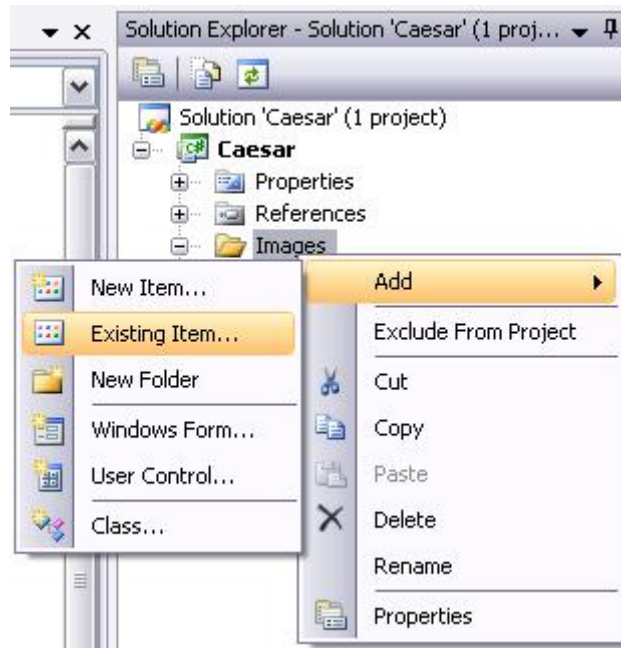 Solution Explorer - Solution 'Caesar' (1 proj...
Solution 'Caesar' (1 project)
Caesar
Properties
References
Images
New Item...
Existing Item...
New Folder
Windows Form...
User Control...
Class...
Add
Exclude From Project
Cut
Copy
Paste
Delete
Rename
Properties